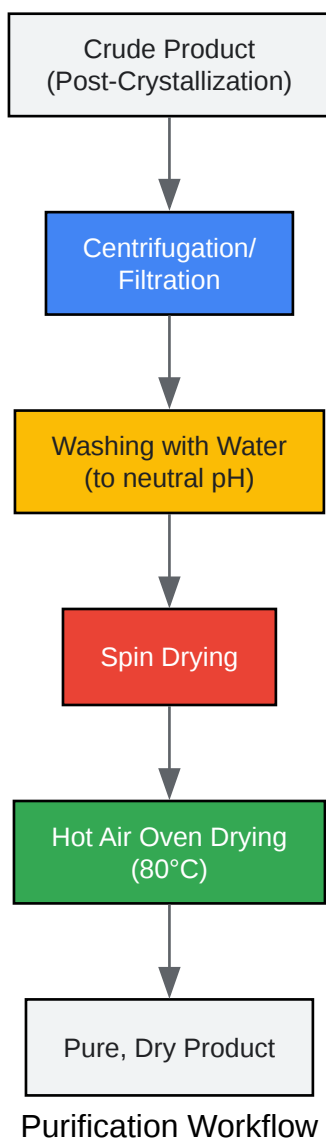 Crude Product
(Post-Crystallization)
Centrifugation/
Filtration
Washing with Water
(to neutral pH)
Spin Drying
Hot Air Oven Drying
(80°C)
Pure, Dry Product
Purification Workflow